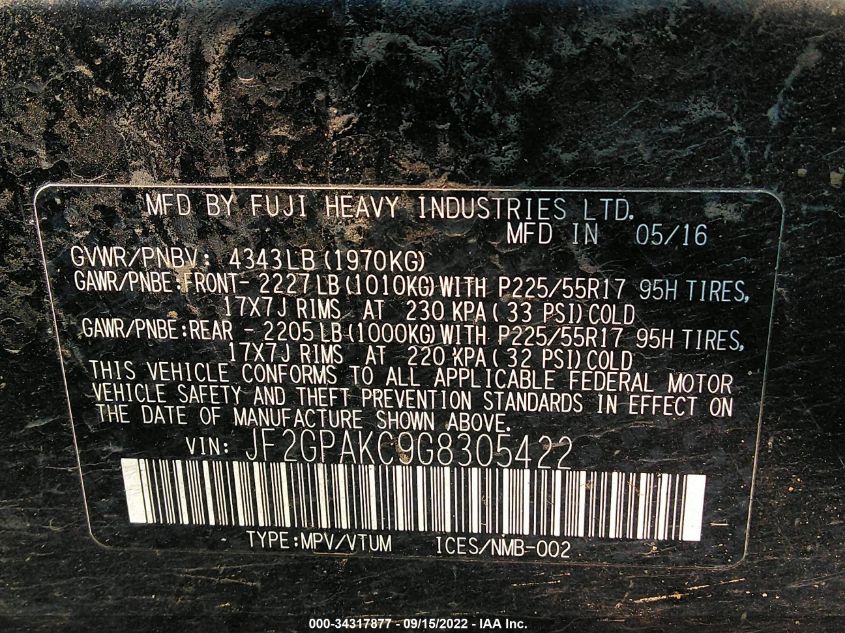 MFD BY FUJI HEAVY INDUSTRIES LTD.
MFD IN 05/16
GVWR/PNBV: 4343LB (1970KG)
GAWR/PNBE:FRONT- 2227LB (1010KG) WITH P225/55R17 95H TIRES,
17X7J RIMS AT 230 KPA (33 PSI) COLD
GAWR/PNBE:REAR - 2205LB (1000KG) WITH P225/55R17 95H TIRES,
17X7J RIMS AT 220 KPA (32 PSI) COLD
THIS VEHICLE CONFORMS TO ALL APPLICABLE FEDERAL MOTOR
VEHICLE SAFETY AND THEFT PREVENTION STANDARDS IN EFFECT ON
THE DATE OF MANUFACTURE SHOWN ABOVE.
VIN: JF2GPAKC9G8305422
TYPE:MPV/VTUM ICES/NMB-002
000-34317877 - 09/15/2022 - IAA Inc.